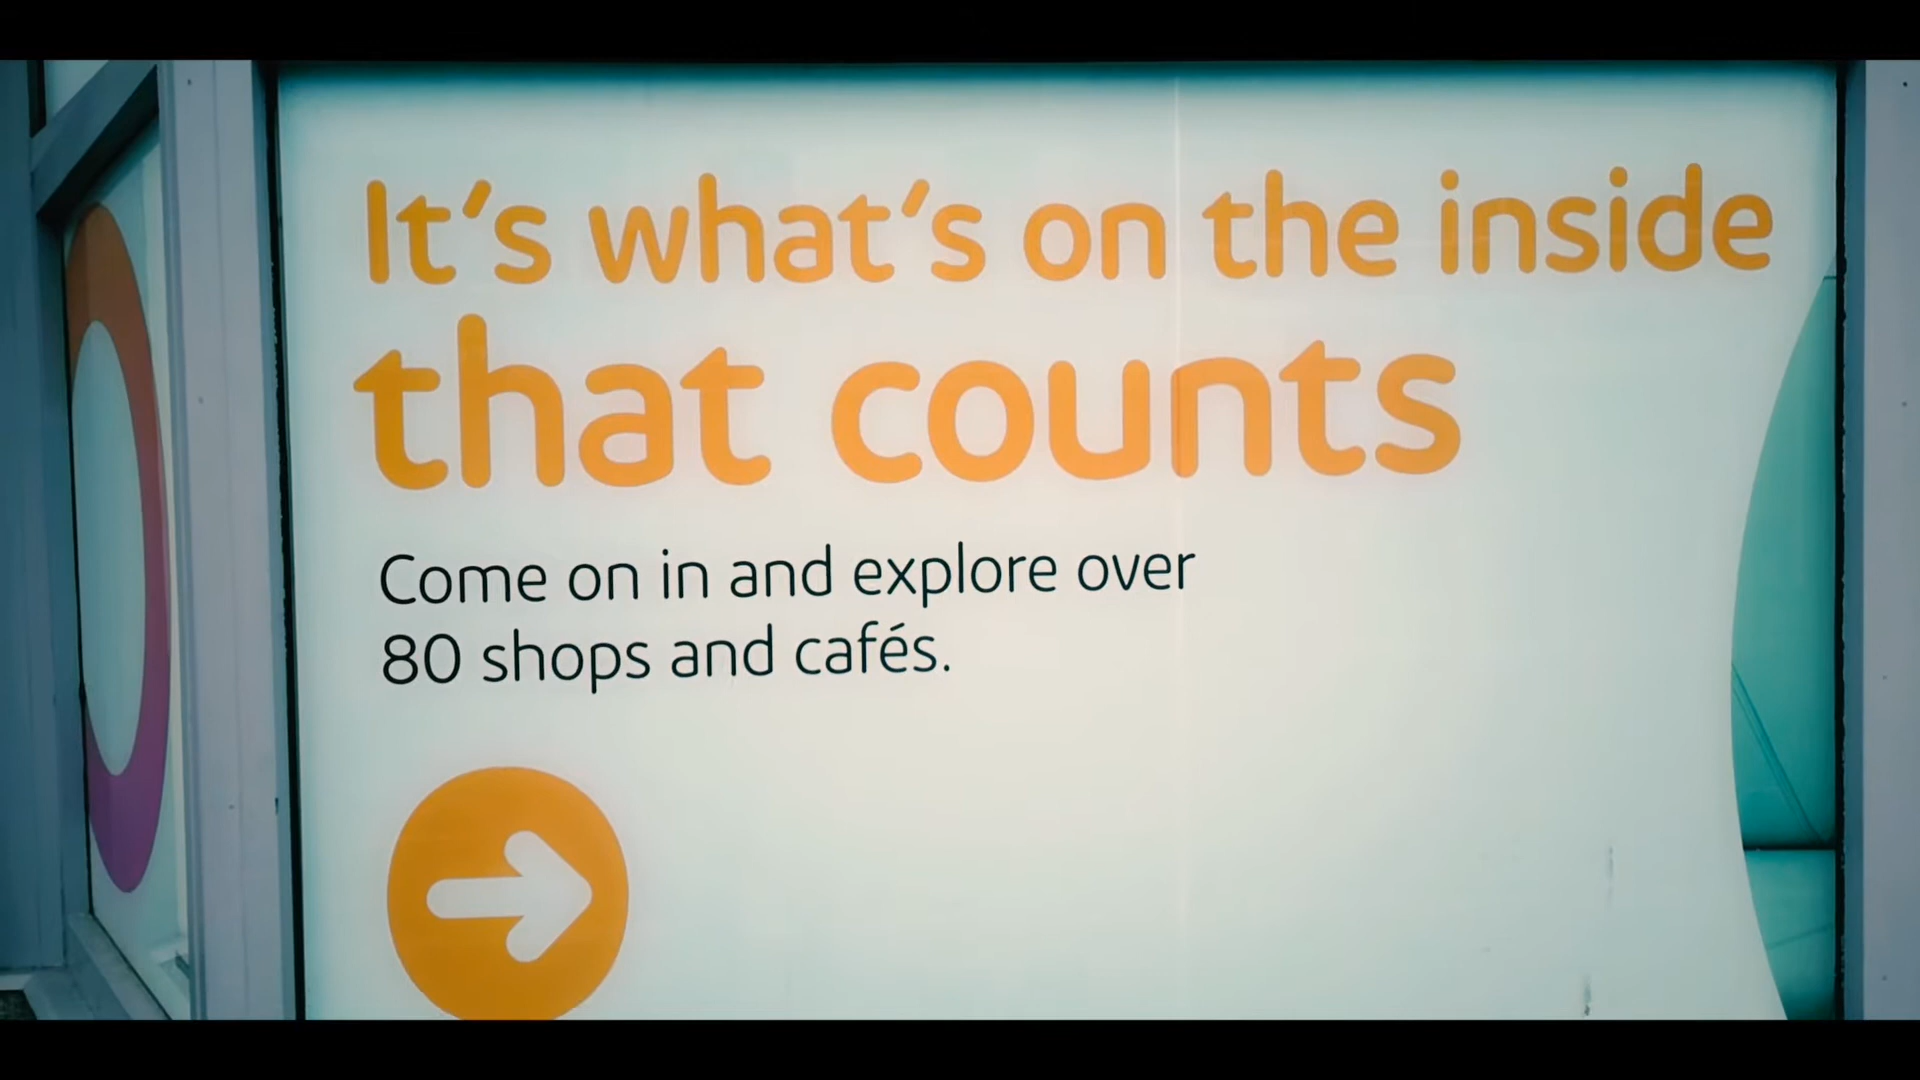 It's what's on the inside
that counts
Come on in and explore over
80 shops and cafés.